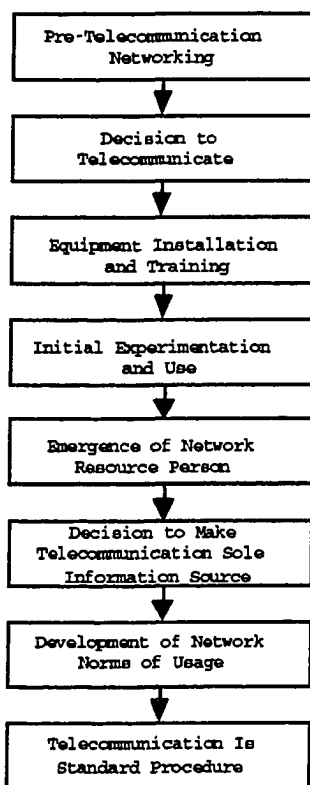 Pre-Telecommunication
Networking
Decision to
Telecommunicate
Equipment Installation
and Training
Initial Experimentation
and Use
Emergence of Network
Resource Person
Decision to Make
Telecommunication Sole
Information Source
Development of Network
Norms of Usage
Telecommunication Is
Standard Procedure